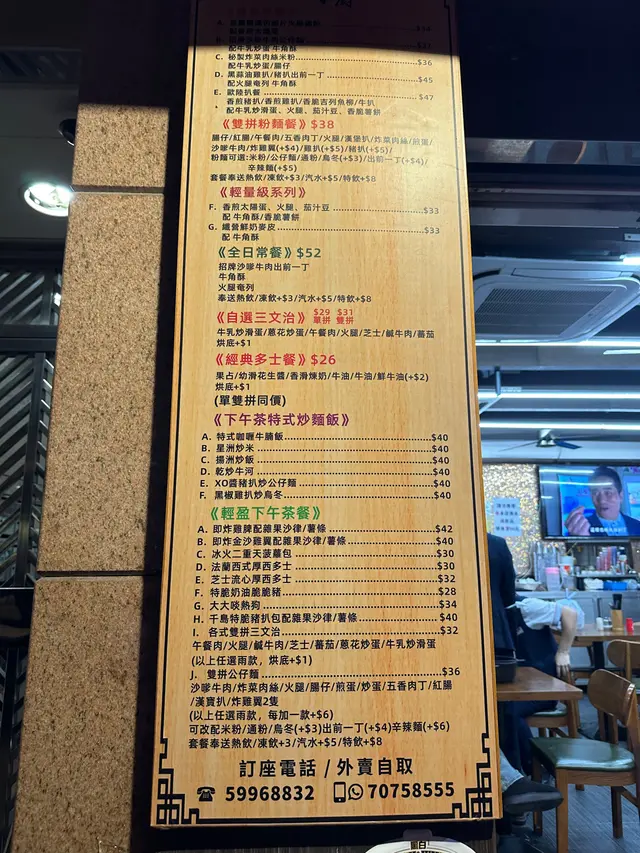 配牛乳炒蛋 牛角酥
C. 秘製炸菜肉絲米粉 $36
配牛乳炒蛋/腸仔
D. 黑蒜油雞扒/豬扒出前一丁 $45
配火腿奄列 牛角酥
E. 歐陸扒餐 $47
香煎豬扒/香煎雞扒/香脆吉列魚柳/牛扒
配牛乳炒滑蛋、火腿、茄汁豆、香脆薯餅
《雙拼粉麵餐》$38
腸仔/紅腸/午餐肉/五香肉丁/火腿/漢堡扒/炸菜肉絲/煎蛋/
沙嗲牛肉/炸雞翼(+$4)/雞扒(+$5)/豬扒(+$5)/
粉麵可選:米粉/公仔麵/通粉/烏冬(+$3)/出前一丁(+$4)/
辛辣麵(+$5)
套餐奉送熱飲/凍飲+$3/汽水+$5/特飲+$8
《輕量級系列》
F. 香煎太陽蛋、火腿、茄汁豆 $33
配 牛角酥/香脆薯餅
G. 纖營鮮奶麥皮 $33
配 牛角酥
《全日常餐》$52
招牌沙嗲牛肉出前一丁
牛角酥
火腿奄列
奉送熱飲/凍飲+$3/汽水+$5/特飲+$8
《自選三文治》 $29 單拼 $31 雙拼
牛乳炒滑蛋/蔥花炒蛋/午餐肉/火腿/芝士/鹹牛肉/蕃茄
烘底+$1
《經典多士餐》$26
果占/幼滑花生醬/香滑煉奶/牛油/牛油/鮮牛油(+$2)
烘底+$1
(單雙拼同價)
《下午茶特式炒麵飯》
A. 特式咖喱牛腩飯 $40
B. 星洲炒米 $40
C. 揚洲炒飯 $40
D. 乾炒牛河 $40
E. XO醬豬扒炒公仔麵 $40
F. 黑椒雞扒炒烏冬 $40
《輕盈下午茶餐》
A. 即炸雞脾配雜果沙律/薯條 $42
B. 即炸金沙雞翼配雜果沙律/薯條 $40
C. 冰火二重天菠蘿包 $30
D. 法蘭西式厚西多士 $30
E. 芝士流心厚西多士 $32
F. 特脆奶油脆脆豬 $28
G. 大大啖熱狗 $34
H. 千島特脆豬扒包配雜果沙律/薯條 $40
I. 各式雙拼三文治 $32
午餐肉/火腿/鹹牛肉/芝士/蕃茄/蔥花炒蛋/牛乳炒滑蛋
(以上任選兩款，烘底+$1)
J. 雙拼公仔麵 $36
沙嗲牛肉/炸菜肉絲/火腿/腸仔/煎蛋/炒蛋/五香肉丁/紅腸
/漢寶扒/炸雞翼2隻
(以上任選兩款，每加一款+$6)
可改配米粉/通粉/烏冬(+$3)出前一丁(+$4)辛辣麵(+$6)
套餐奉送熱飲/凍飲+3/汽水+$5/特飲+$8
訂座電話 / 外賣自取
59968832 70758555